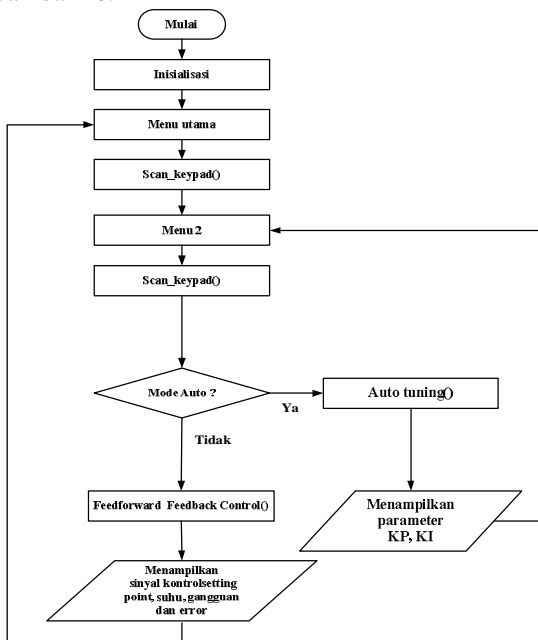 Mulai
Inisialisasi
Menu utama
Scan_keypad()
Menu 2
Scan_keypad()
Mode Auto ?
Ya
Auto tuning()
Tidak
Feedforward Feedback Control()
Menampilkan
parameter
KP, KI
Menampilkan
sinyal kontrolsetting
point, suhu, gangguan
dan error